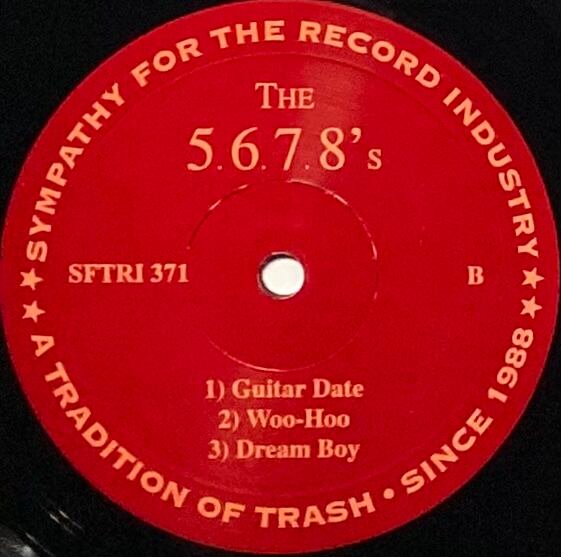 SYMPATHY FOR THE RECORD INDUSTRY
THE
5.6.7.8's
SFTRI 371
B
1) Guitar Date
2) Woo-Hoo
3) Dream Boy
A TRADITION OF TRASH • SINCE 1988